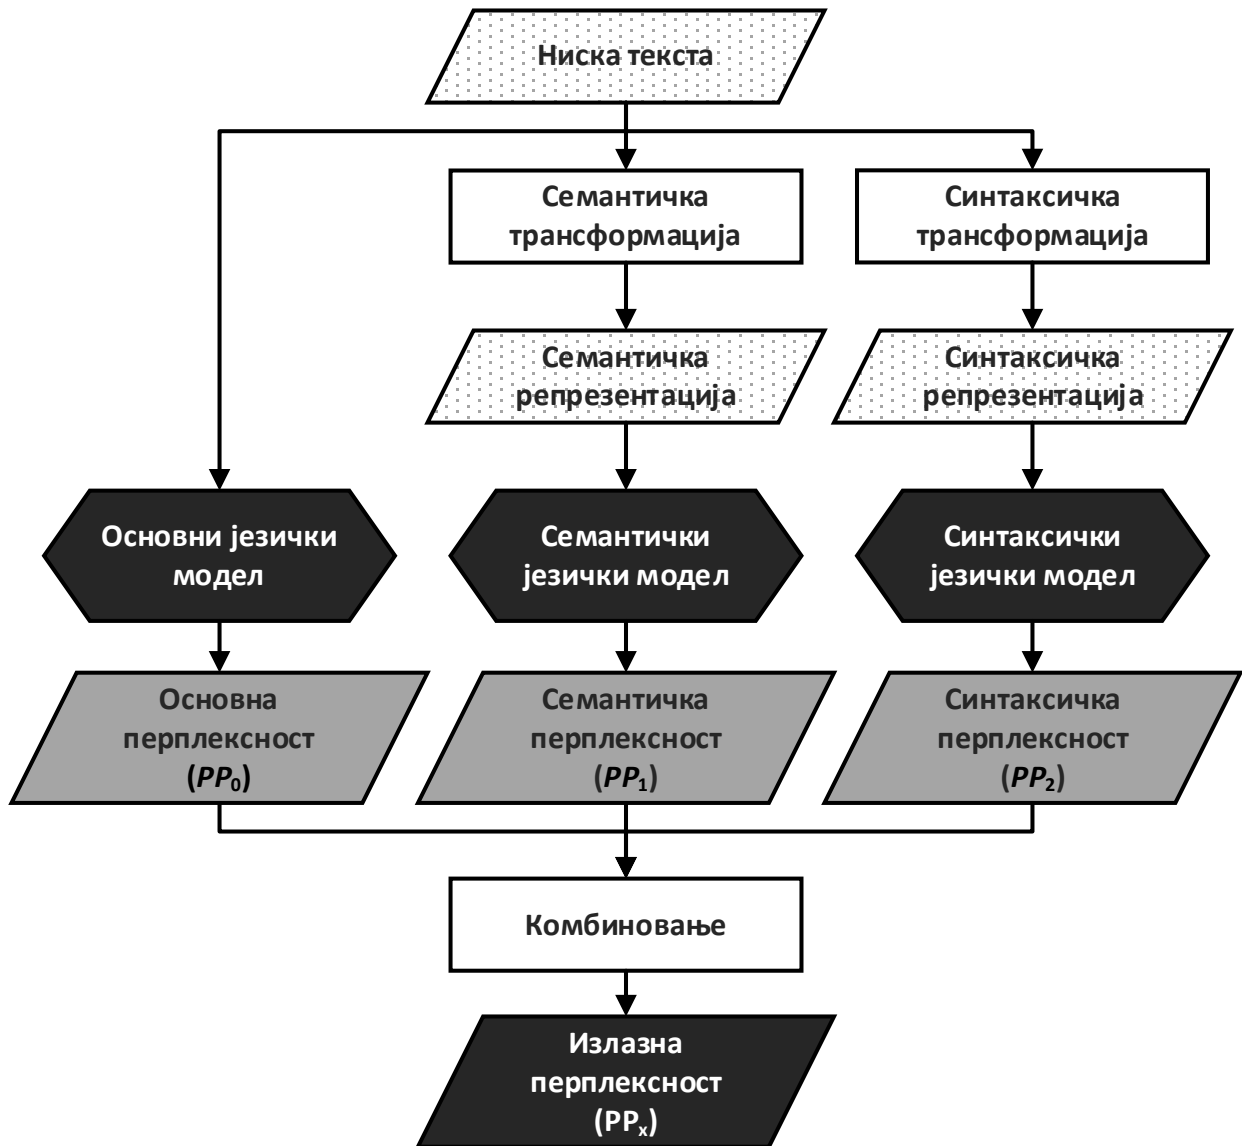 Ниска текста
Семантичка
трансформација
Синтаксичка
трансформација
Семантичка
репрезентација
Синтаксичка
репрезентација
Основни језички
модел
Семантички
језички модел
Синтаксички
језички модел
Основна
перплексност
(PP₀)
Семантичка
перплексност
(PP₁)
Синтаксичка
перплексност
(PP₂)
Комбиновање
Излазна
перплексност
(PPₓ)